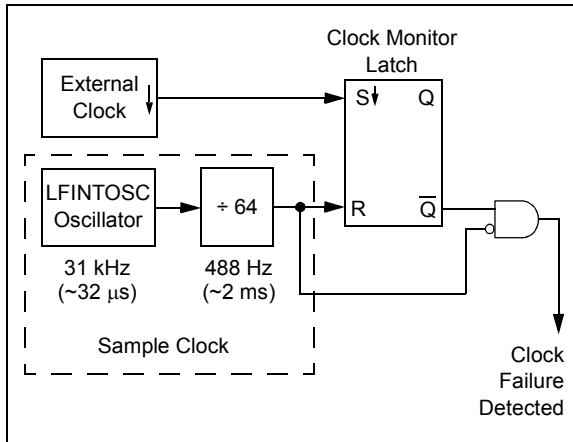 Clock Monitor
Latch
External
Clock
S
Q
LFINTOSC
Oscillator
÷ 64
R
Q̅
31 kHz
(~32 μs)
488 Hz
(~2 ms)
Sample Clock
Clock
Failure
Detected